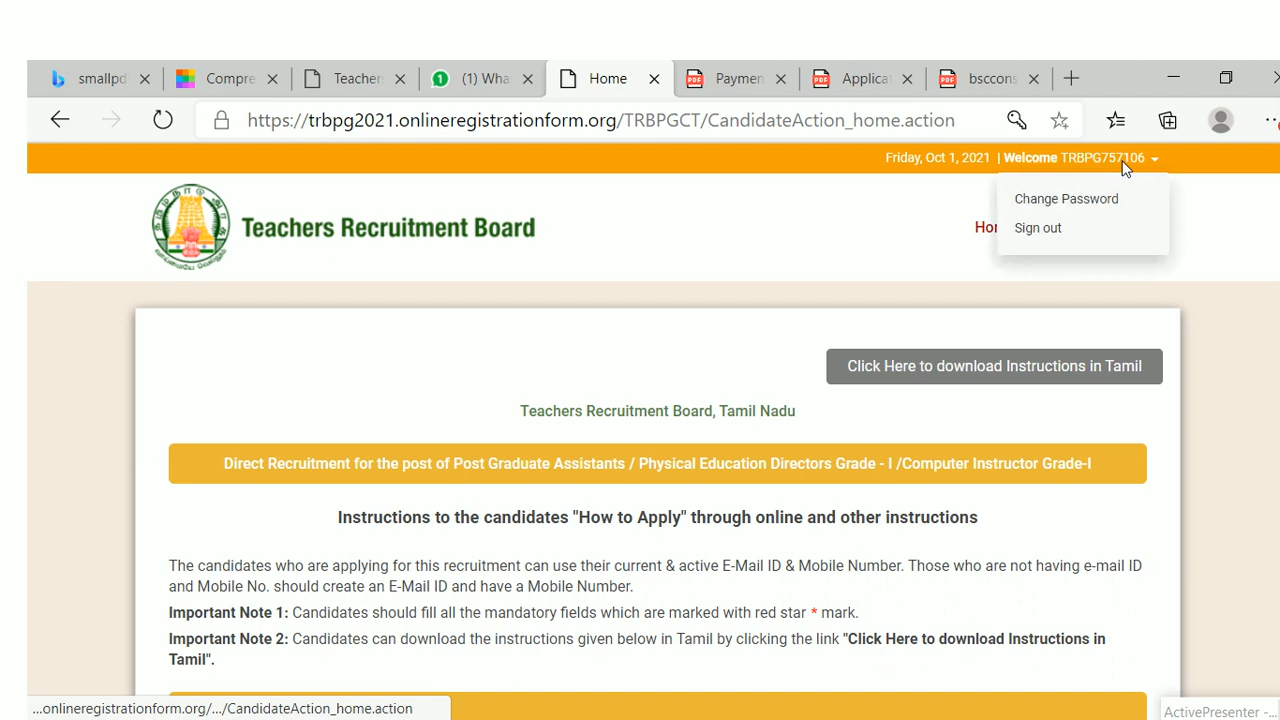 smallpd
Compre
Teacher
(1) Wha
Home
Paymen
Applica
bsccons
https://trbpg2021.onlineregistrationform.org/TRBPGCT/CandidateAction_home.action
Friday, Oct 1, 2021 | Welcome TRBPG757106
Change Password
Sign out
Teachers Recruitment Board
Hor
Click Here to download Instructions in Tamil
Teachers Recruitment Board, Tamil Nadu
Direct Recruitment for the post of Post Graduate Assistants / Physical Education Directors Grade - I /Computer Instructor Grade-I
Instructions to the candidates "How to Apply" through online and other instructions
The candidates who are applying for this recruitment can use their current & active E-Mail ID & Mobile Number. Those who are not having e-mail ID
and Mobile No. should create an E-Mail ID and have a Mobile Number.
Important Note 1: Candidates should fill all the mandatory fields which are marked with red star * mark.
Important Note 2: Candidates can download the instructions given below in Tamil by clicking the link "Click Here to download Instructions in
Tamil".
...onlineregistrationform.org/.../CandidateAction_home.action
ActivePresenter -...